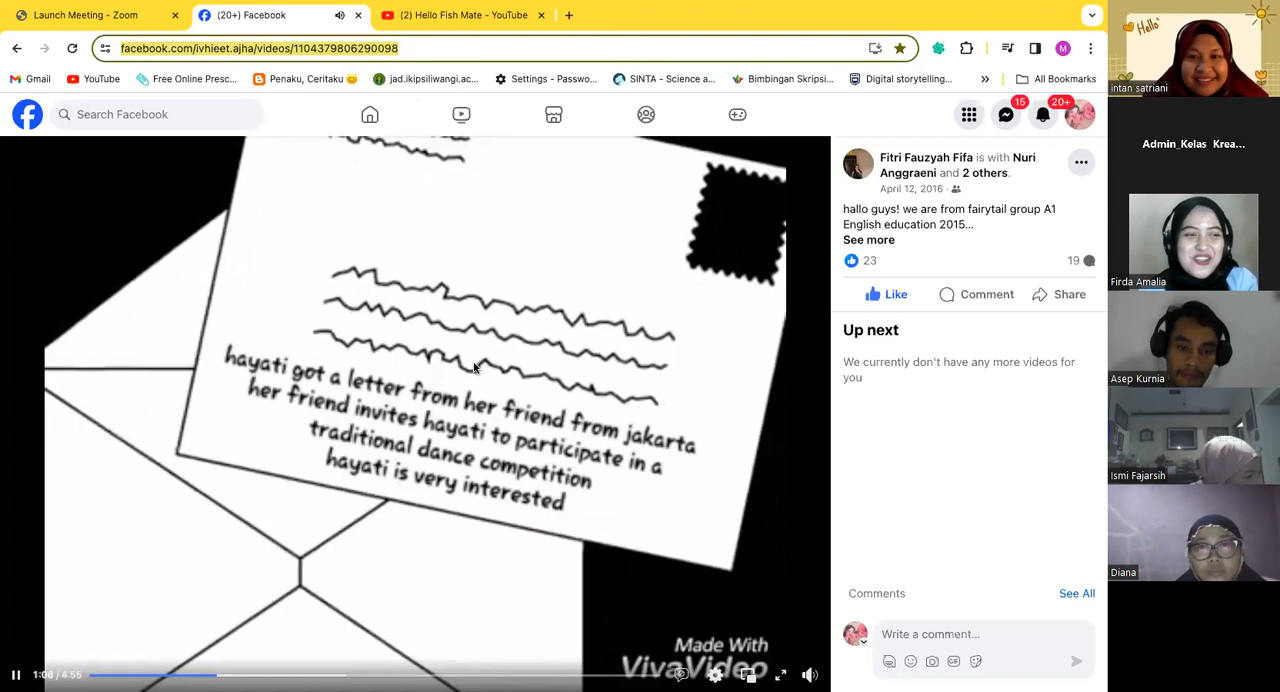 Launch Meeting - Zoom
(20+) Facebook
(2) Hello Fish Mate - YouTube
facebook.com/ivhieet.ajha/videos/1104379806290098
M
Gmail
YouTube
Free Online Presc...
Penaku, Ceritaku 😊
jad.ikipsiliwangi.ac...
Settings - Passwo...
SINTA - Science a...
Bimbingan Skripsi...
Digital storytelling...
»
All Bookmarks
Search Facebook
15
20+
hayati got a letter from her friend from jakarta
her friend invites hayati to participate in a
traditional dance competition
hayati is very interested
Made With
VivaVideo
1:08 / 4:55
Fitri Fauzyah Fifa is with Nuri
Anggraeni and 2 others.
April 12, 2016 ·
hallo guys! we are from fairytail group A1
English education 2015...
See more
23
19
Like
Comment
Share
Up next
We currently don't have any more videos for
you
Comments
See All
Write a comment...
GIF
Hello
intan satriani
Admin_Kelas Krea...
Firda Amalia
Asep Kurnia
Ismi Fajarsih
Diana